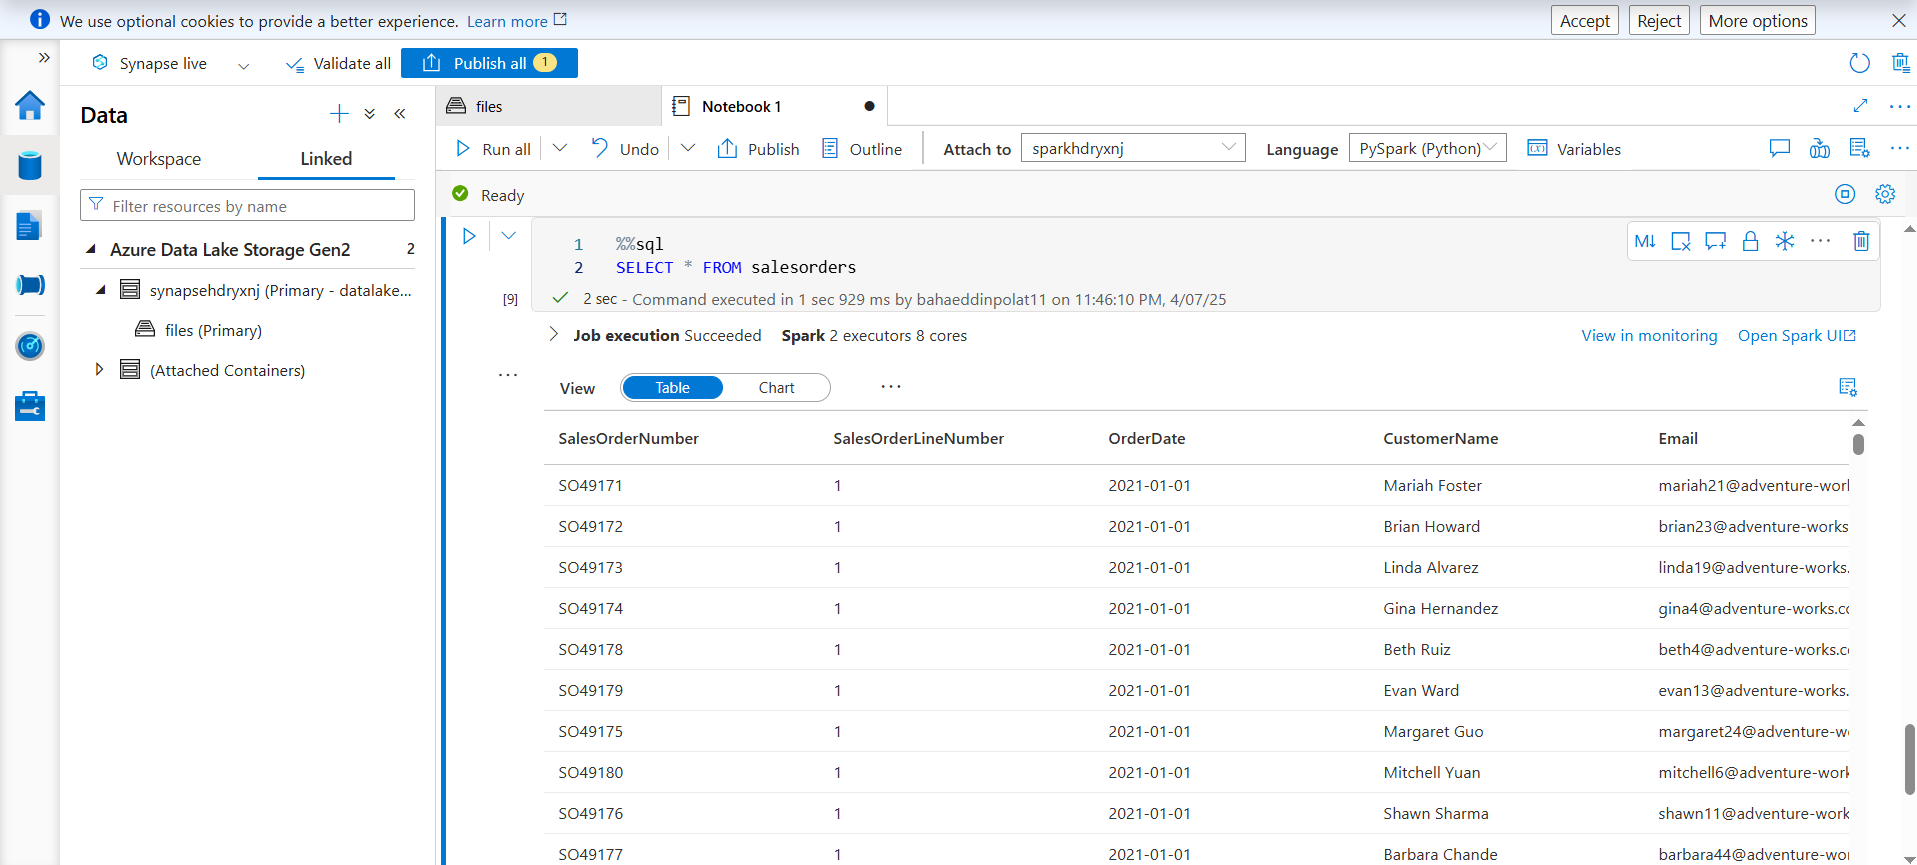 We use optional cookies to provide a better experience. Learn more
Accept
Reject
More options
Synapse live
Validate all
Publish all 1
Data
Workspace
Linked
Filter resources by name
Azure Data Lake Storage Gen2 2
synapsehdryxnj (Primary - datalake...
files (Primary)
(Attached Containers)
files
Notebook 1
Run all
Undo
Publish
Outline
Attach to sparkhdryxnj
Language PySpark (Python)
Variables
Ready
1 %%sql
2 SELECT * FROM salesorders
M↓
[9] 2 sec - Command executed in 1 sec 929 ms by bahaeddinpolat11 on 11:46:10 PM, 4/07/25
Job execution Succeeded Spark 2 executors 8 cores
View in monitoring Open Spark UI
View Table Chart
SalesOrderNumber SalesOrderLineNumber OrderDate CustomerName Email
SO49171 1 2021-01-01 Mariah Foster mariah21@adventure-worl
SO49172 1 2021-01-01 Brian Howard brian23@adventure-works
SO49173 1 2021-01-01 Linda Alvarez linda19@adventure-works.
SO49174 1 2021-01-01 Gina Hernandez gina4@adventure-works.co
SO49178 1 2021-01-01 Beth Ruiz beth4@adventure-works.c
SO49179 1 2021-01-01 Evan Ward evan13@adventure-works.
SO49175 1 2021-01-01 Margaret Guo margaret24@adventure-w
SO49180 1 2021-01-01 Mitchell Yuan mitchell6@adventure-work
SO49176 1 2021-01-01 Shawn Sharma shawn11@adventure-work
SO49177 1 2021-01-01 Barbara Chande barbara44@adventure-wo